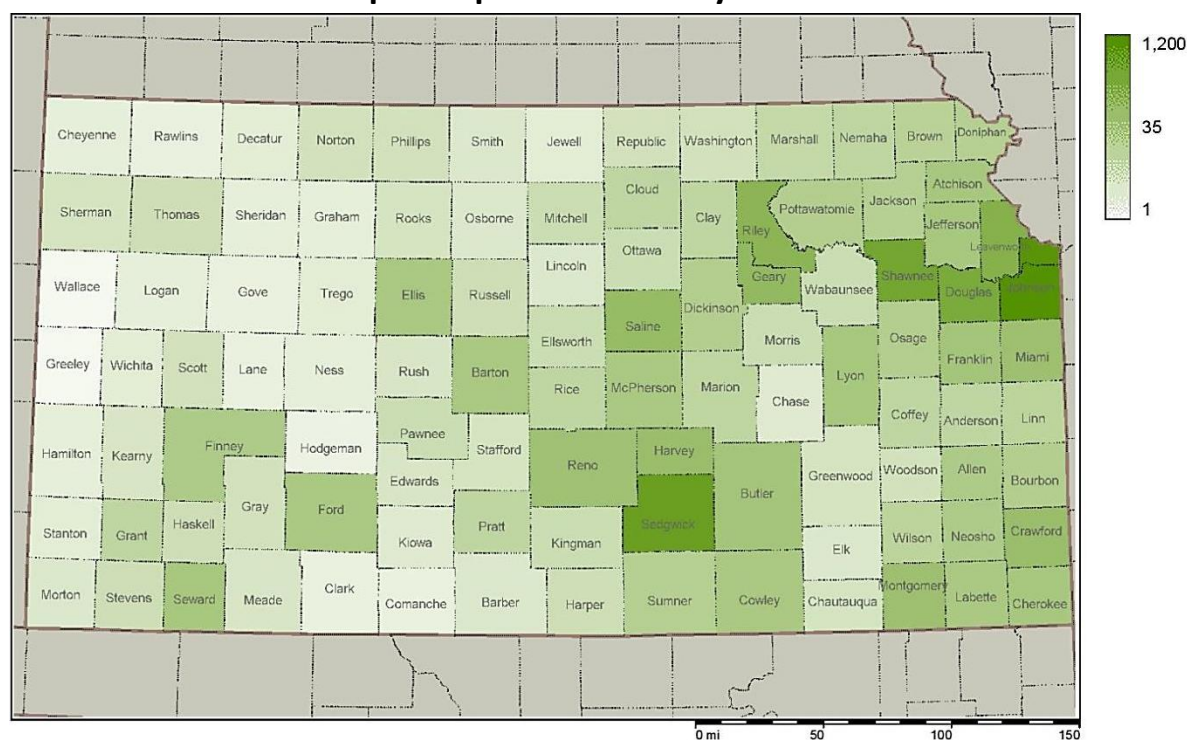 1,200
35
1
Cheyenne Rawlins Decatur Norton Phillips Smith Jewell Republic Washington Marshall Nemaha Brown Doniphan
Sherman Thomas Sheridan Graham Rooks Osborne Mitchell Cloud Clay Riley Pottawatomie Jackson Atchison
Jefferson Leavenwo
Wallace Logan Gove Trego Ellis Russell Lincoln Ottawa Geary Wabaunsee Shawnee Douglas Johnson
Saline Dickinson
Greeley Wichita Scott Lane Ness Rush Barton Ellsworth Morris Osage Franklin Miami
Rice McPherson Marion Chase Lyon Coffey Anderson Linn
Hamilton Kearny Finney Hodgeman Pawnee Stafford Reno Harvey Greenwood Woodson Allen Bourbon
Edwards
Gray Ford Sedgwick Butler
Stanton Grant Haskell Kiowa Pratt Kingman Elk Wilson Neosho Crawford
Morton Stevens Seward Meade Clark Comanche Barber Harper Sumner Cowley Chautauqua Montgomery Labette Cherokee
0 mi 50 100 150